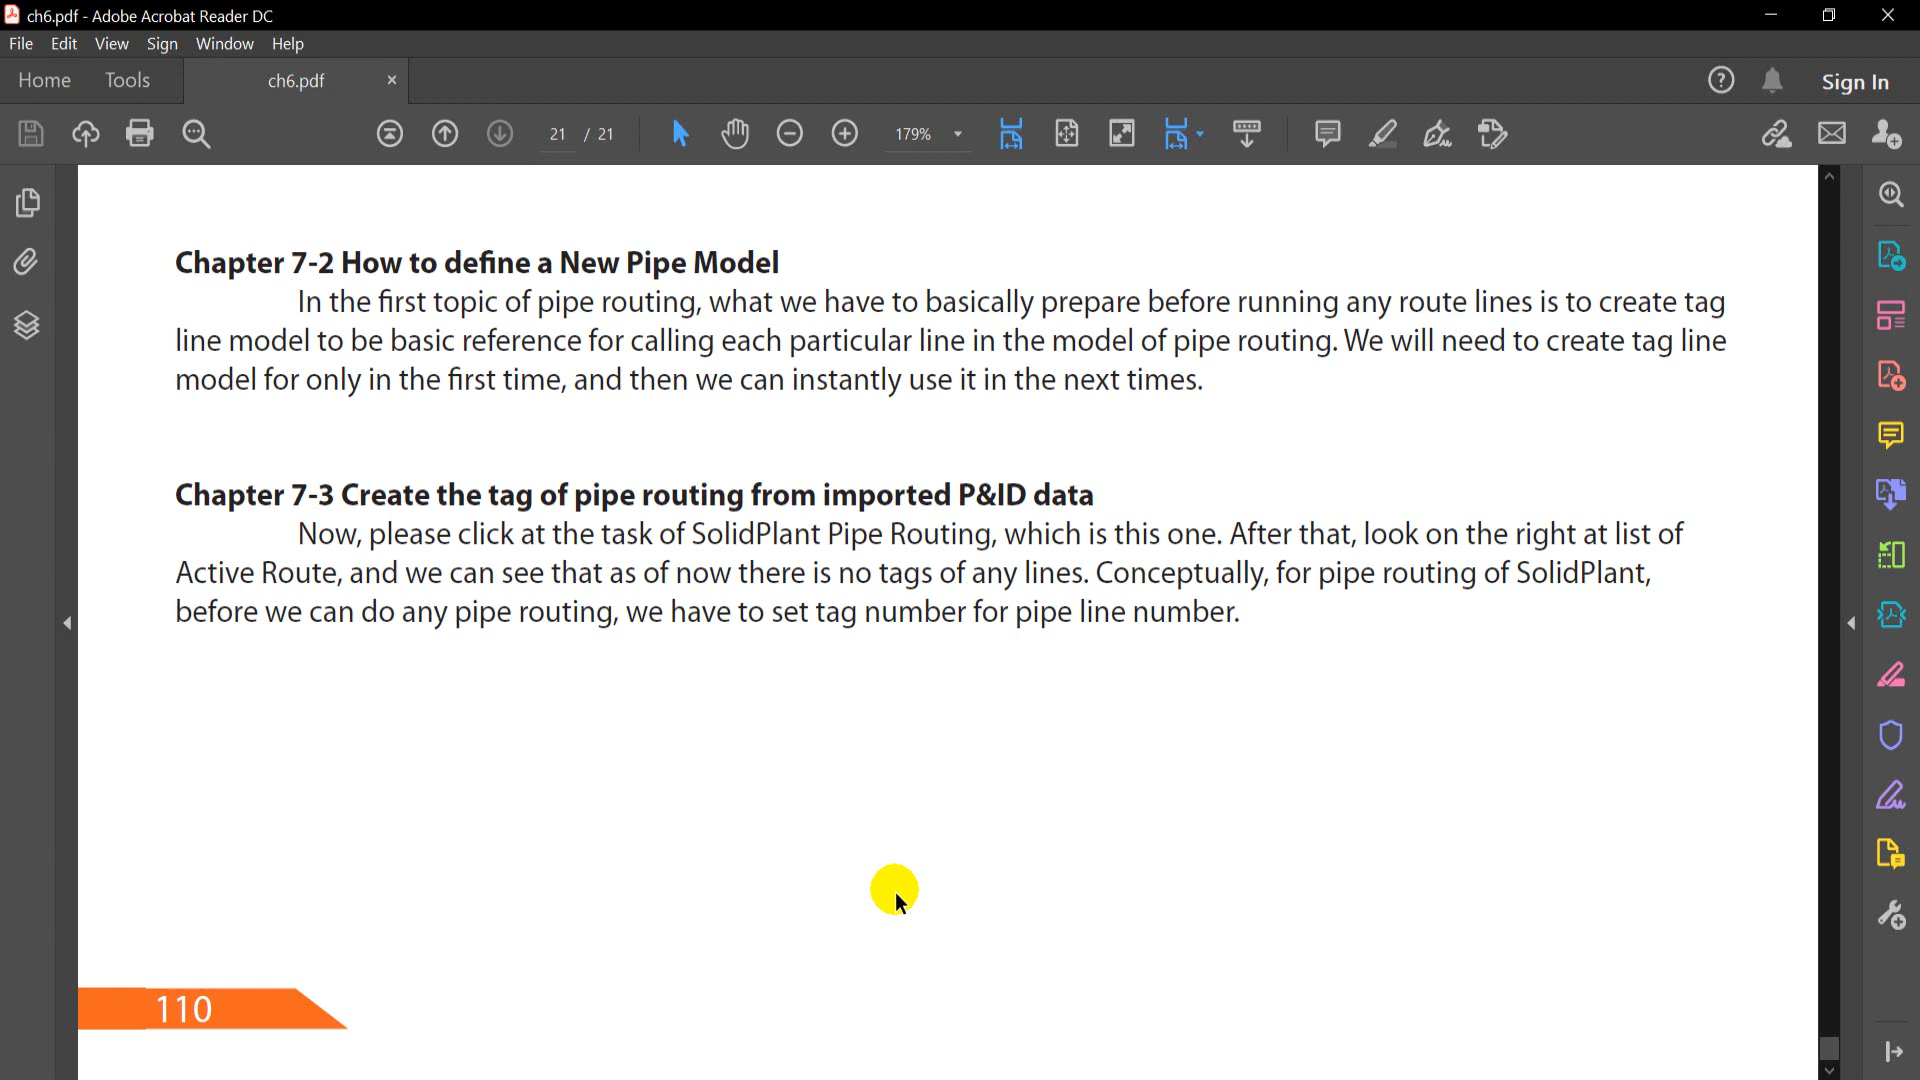 ch6.pdf - Adobe Acrobat Reader DC
File Edit View Sign Window Help
Home Tools ch6.pdf Sign In
21 / 21 179%
Chapter 7-2 How to define a New Pipe Model
In the first topic of pipe routing, what we have to basically prepare before running any route lines is to create tag
line model to be basic reference for calling each particular line in the model of pipe routing. We will need to create tag line
model for only in the first time, and then we can instantly use it in the next times.
Chapter 7-3 Create the tag of pipe routing from imported P&ID data
Now, please click at the task of SolidPlant Pipe Routing, which is this one. After that, look on the right at list of
Active Route, and we can see that as of now there is no tags of any lines. Conceptually, for pipe routing of SolidPlant,
before we can do any pipe routing, we have to set tag number for pipe line number.
110